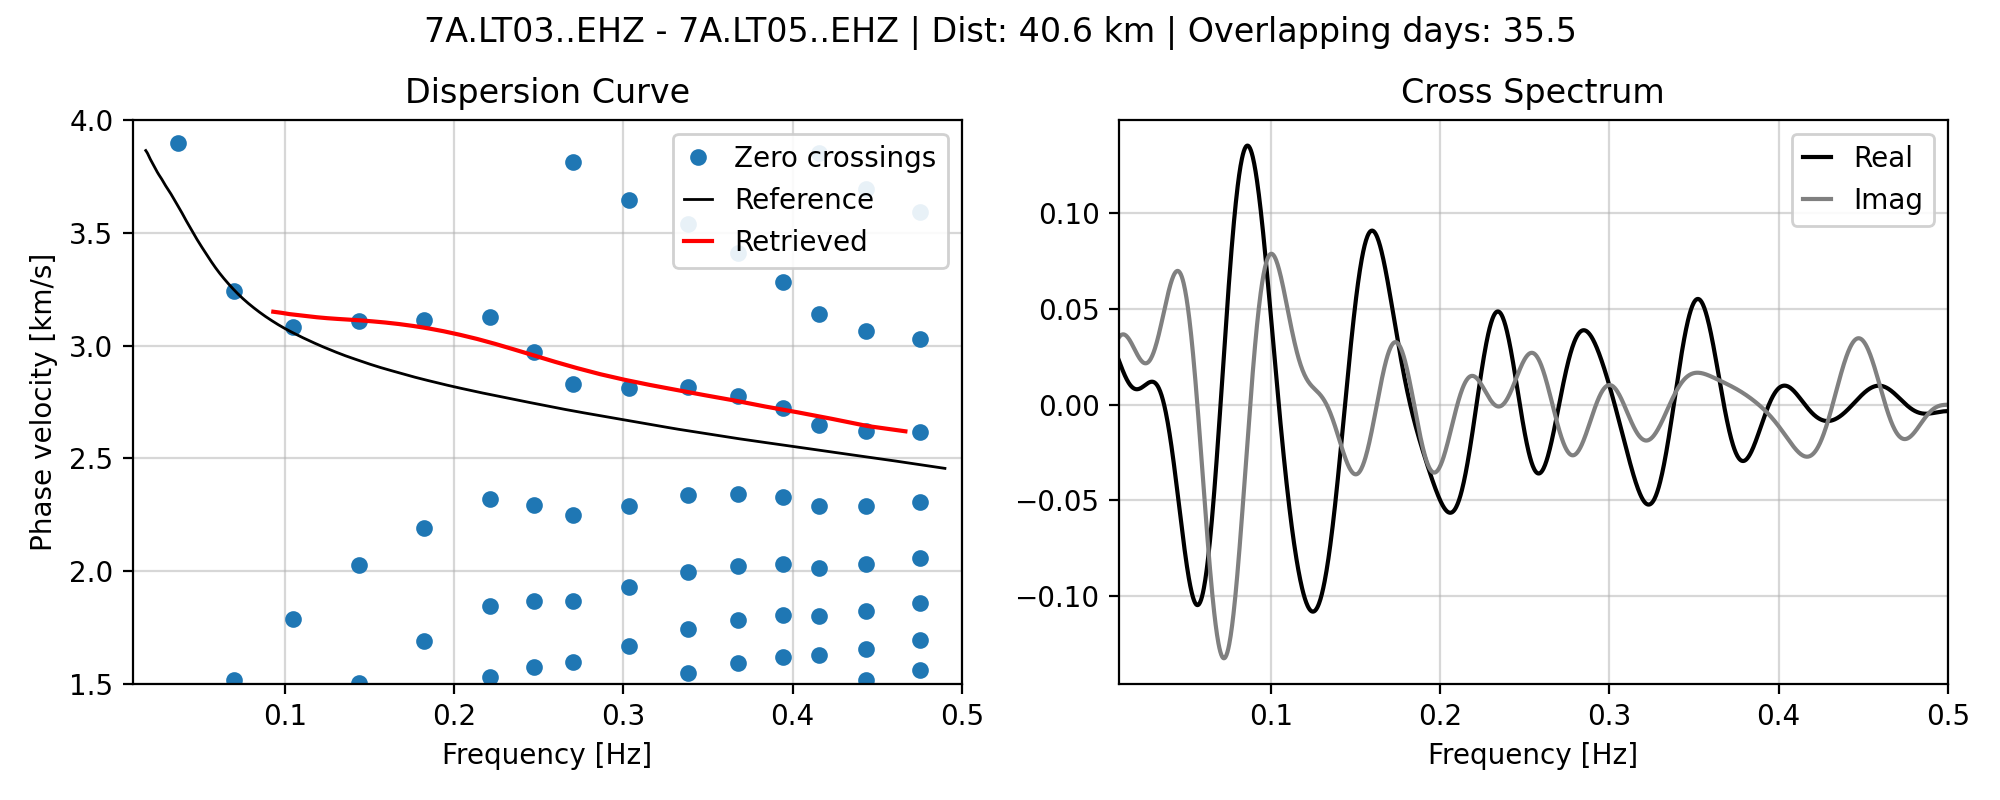 7A.LT03..EHZ - 7A.LT05..EHZ | Dist: 40.6 km | Overlapping days: 35.5
Dispersion Curve
4.0
3.5
3.0
2.5
2.0
1.5
Phase velocity [km/s]
Zero crossings
Reference
Retrieved
0.1
0.2
0.3
0.4
0.5
Frequency [Hz]
Cross Spectrum
0.10
0.05
0.00
−0.05
−0.10
Real
Imag
0.1
0.2
0.3
0.4
0.5
Frequency [Hz]